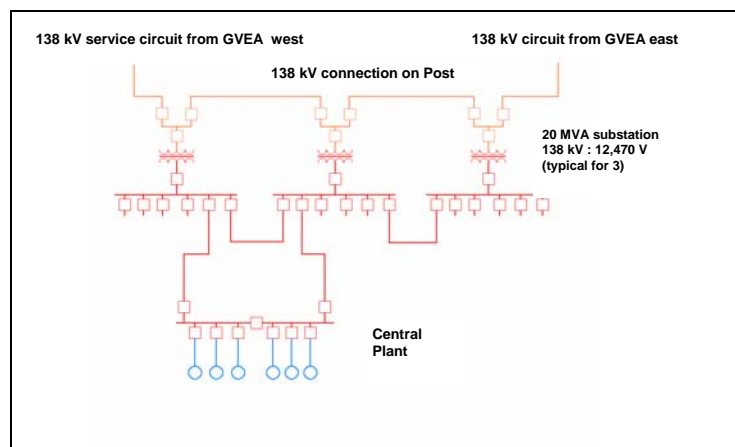 138 kV service circuit from GVEA west
138 kV circuit from GVEA east
138 kV connection on Post
20 MVA substation
138 kV : 12,470 V
(typical for 3)
Central
Plant